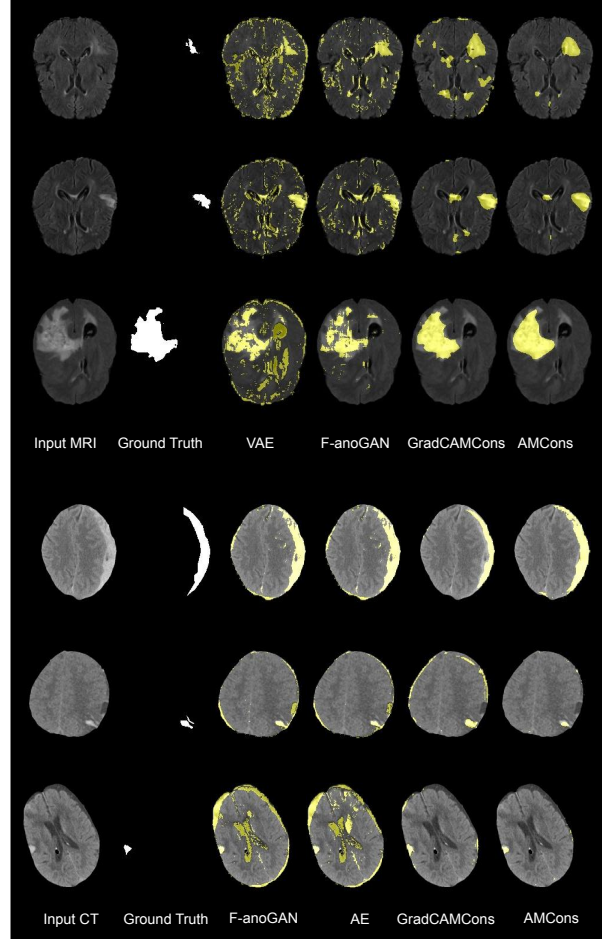 Input MRI Ground Truth VAE F-anoGAN GradCAMCons AMCons
Input CT Ground Truth F-anoGAN AE GradCAMCons AMCons